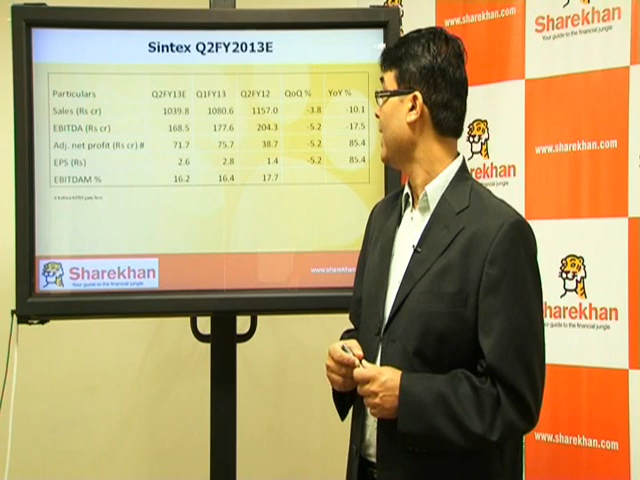 Sintex Q2FY2013E
Particulars Q2FY13E Q1FY13 Q2FY12 QoQ % YoY %
Sales (Rs cr) 1039.8 1080.6 1157.0 -3.8 -10.1
EBITDA (Rs cr) 168.5 177.6 204.3 -5.2 -17.5
Adj. net profit (Rs cr) # 71.7 75.7 38.7 -5.2 85.4
EPS (Rs) 2.6 2.8 1.4 -5.2 85.4
EBITDAM % 16.2 16.4 17.7
Sharekhan
Your guide to the financial jungle
www.sharekhan
www.sharekhan.com
Sharekhan
Your guide to the financial jungle
rekhan
the financial jungle
www.sharekhan.com
Sharekhan
guide to the financial jungle
www.sharekhan.com